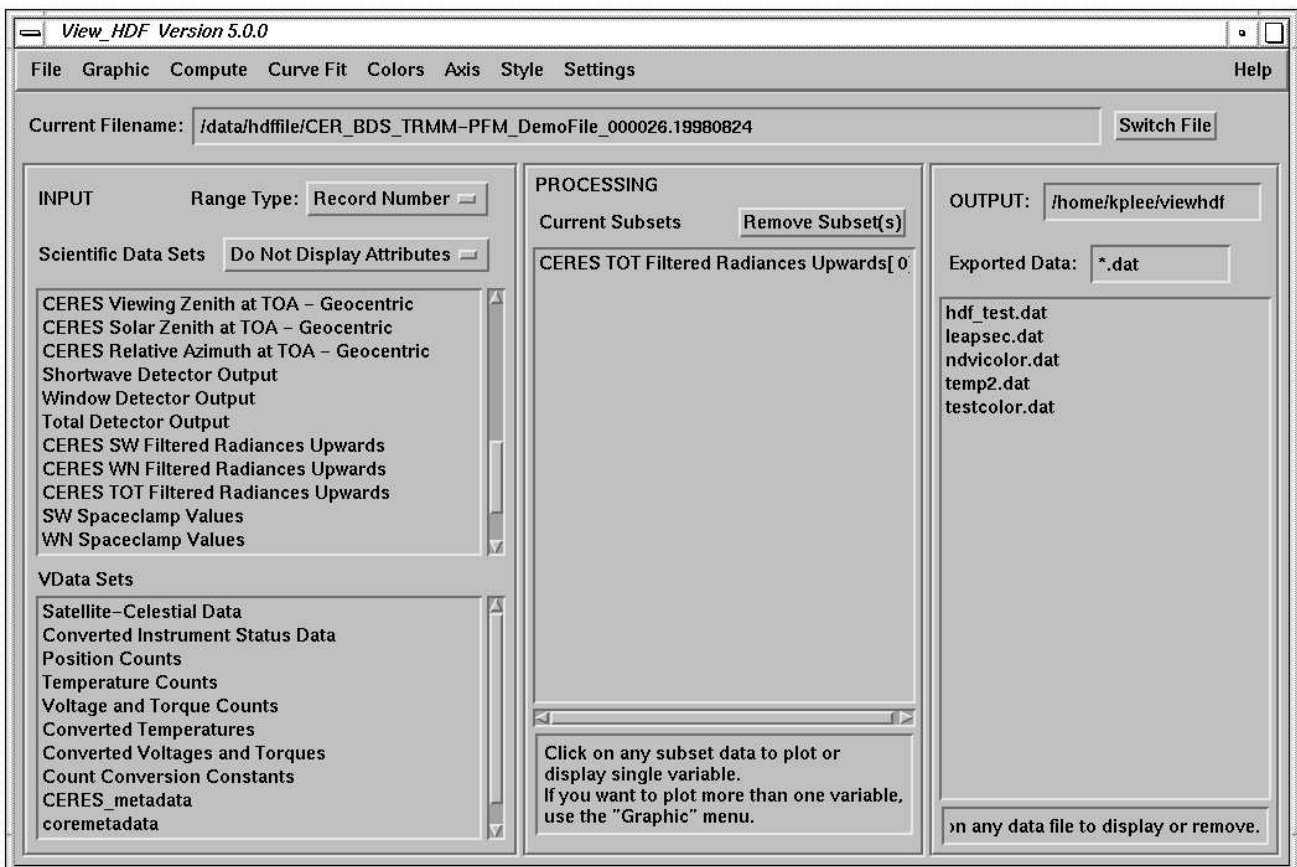 View_HDF Version 5.0.0
File Graphic Compute Curve Fit Colors Axis Style Settings Help
Current Filename: /data/hdffile/CER_BDS_TRMM-PFM_DemoFile_000026.19980824 Switch File
INPUT Range Type: Record Number
Scientific Data Sets Do Not Display Attributes
CERES Viewing Zenith at TOA - Geocentric
CERES Solar Zenith at TOA - Geocentric
CERES Relative Azimuth at TOA - Geocentric
Shortwave Detector Output
Window Detector Output
Total Detector Output
CERES SW Filtered Radiances Upwards
CERES WN Filtered Radiances Upwards
CERES TOT Filtered Radiances Upwards
SW Spaceclamp Values
WN Spaceclamp Values
VData Sets
Satellite-Celestial Data
Converted Instrument Status Data
Position Counts
Temperature Counts
Voltage and Torque Counts
Converted Temperatures
Converted Voltages and Torques
Count Conversion Constants
CERES_metadata
coremetadata
PROCESSING
Current Subsets Remove Subset(s)
CERES TOT Filtered Radiances Upwards[ 0
Click on any subset data to plot or
display single variable.
If you want to plot more than one variable,
use the "Graphic" menu.
OUTPUT: /home/kplee/viewhdf
Exported Data: *.dat
hdf_test.dat
leapsec.dat
ndvicolor.dat
temp2.dat
testcolor.dat
on any data file to display or remove.